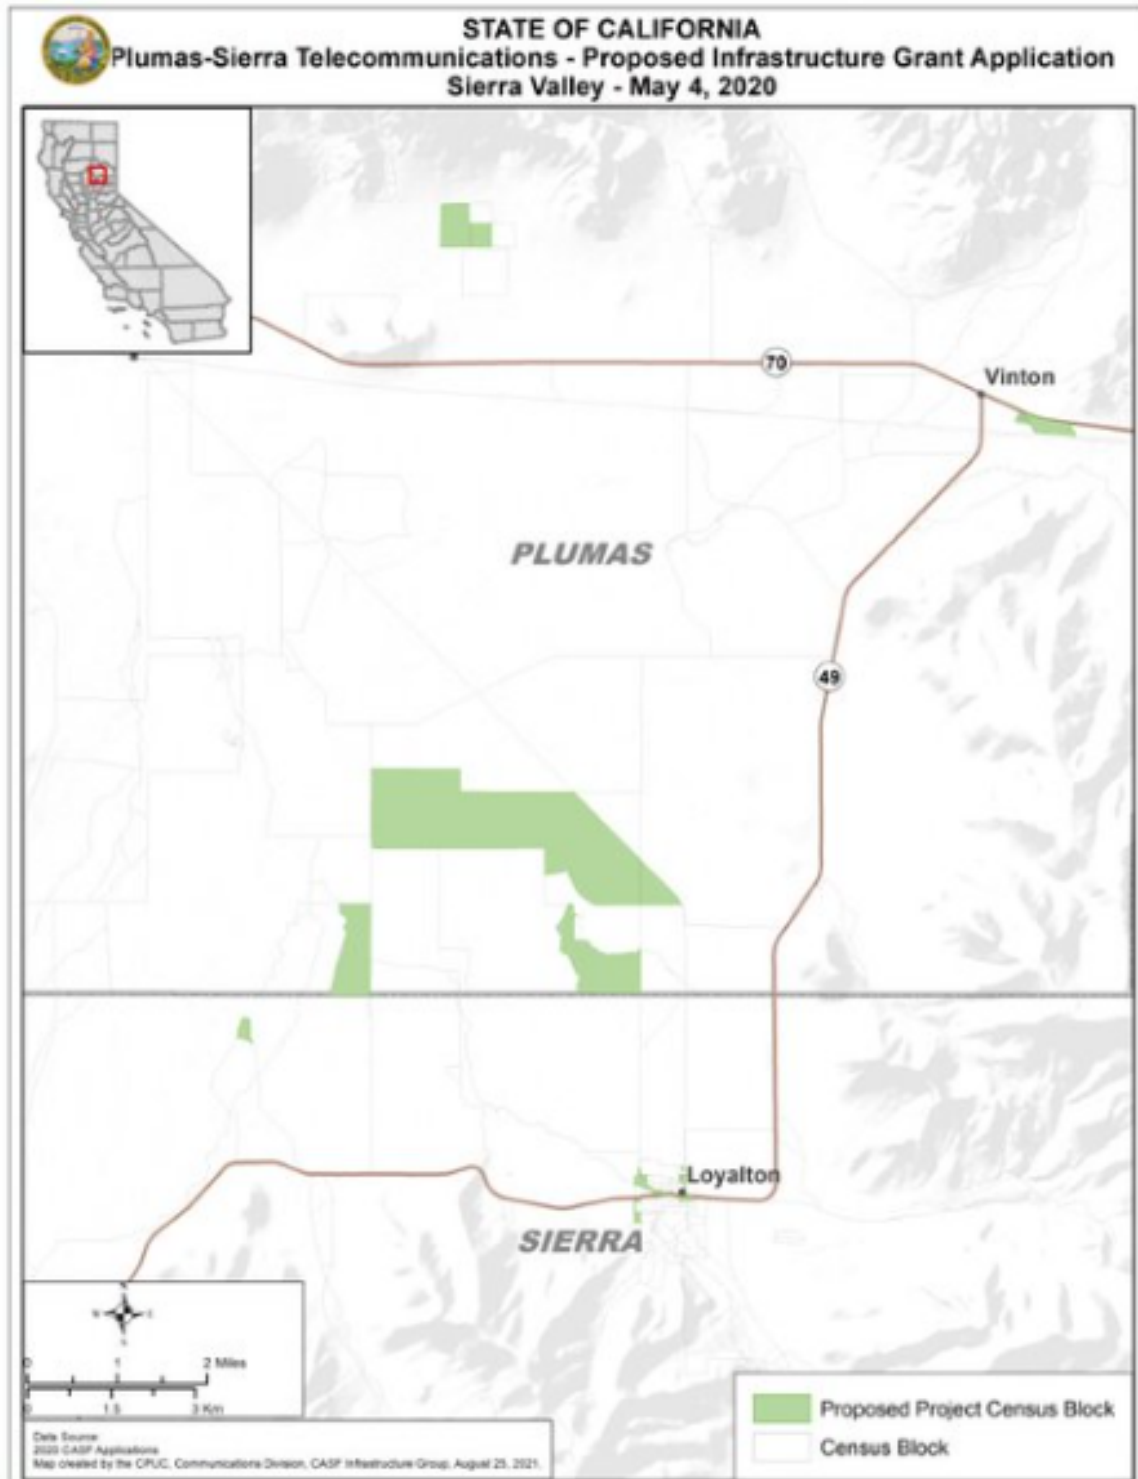 STATE OF CALIFORNIA
Plumas-Sierra Telecommunications - Proposed Infrastructure Grant Application
Sierra Valley - May 4, 2020
70
Vinton
PLUMAS
49
Loyalton
SIERRA
N
E
S
0 1 2 Miles
0 1.5 3 Km
Proposed Project Census Block
Census Block
Data Source:
2020 CASF Applications
Map created by the CPUC, Communications Division, CASF Infrastructure Group, August 25, 2021.